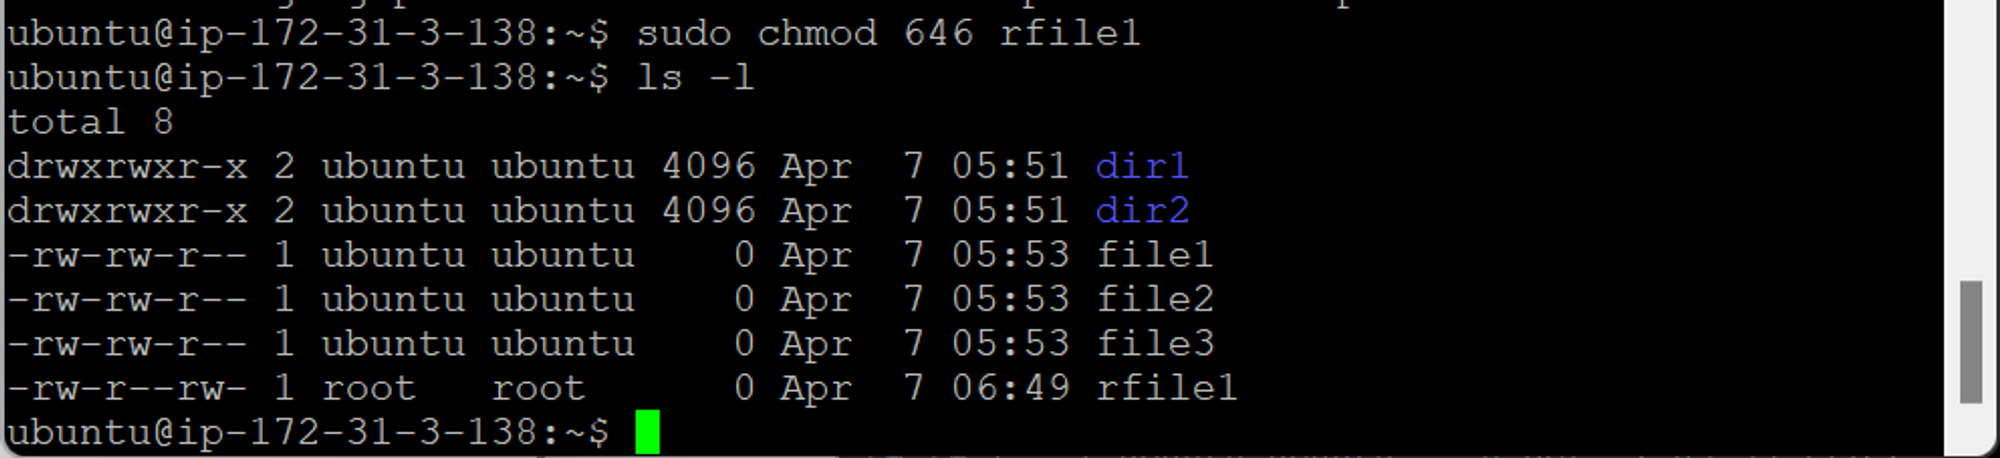 ubuntu@ip-172-31-3-138:~$ sudo chmod 646 rfile1
ubuntu@ip-172-31-3-138:~$ ls -l
total 8
drwxrwxr-x 2 ubuntu ubuntu 4096 Apr  7 05:51 dir1
drwxrwxr-x 2 ubuntu ubuntu 4096 Apr  7 05:51 dir2
-rw-rw-r-- 1 ubuntu ubuntu    0 Apr  7 05:53 file1
-rw-rw-r-- 1 ubuntu ubuntu    0 Apr  7 05:53 file2
-rw-rw-r-- 1 ubuntu ubuntu    0 Apr  7 05:53 file3
-rw-r--rw- 1 root   root      0 Apr  7 06:49 rfile1
ubuntu@ip-172-31-3-138:~$